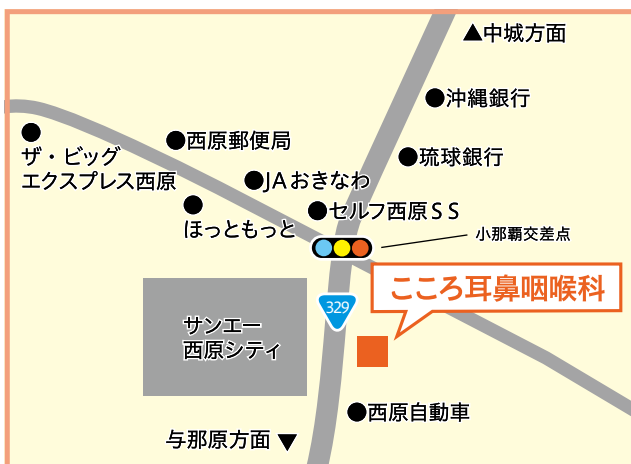 ▲中城方面
●沖縄銀行
●西原郵便局
●琉球銀行
ザ・ビッグ
エクスプレス西原
●JAおきなわ
●セルフ西原SS
ほっともっと
小那覇交差点
こころ耳鼻咽喉科
329
サンエー
西原シティ
●西原自動車
与那原方面▼